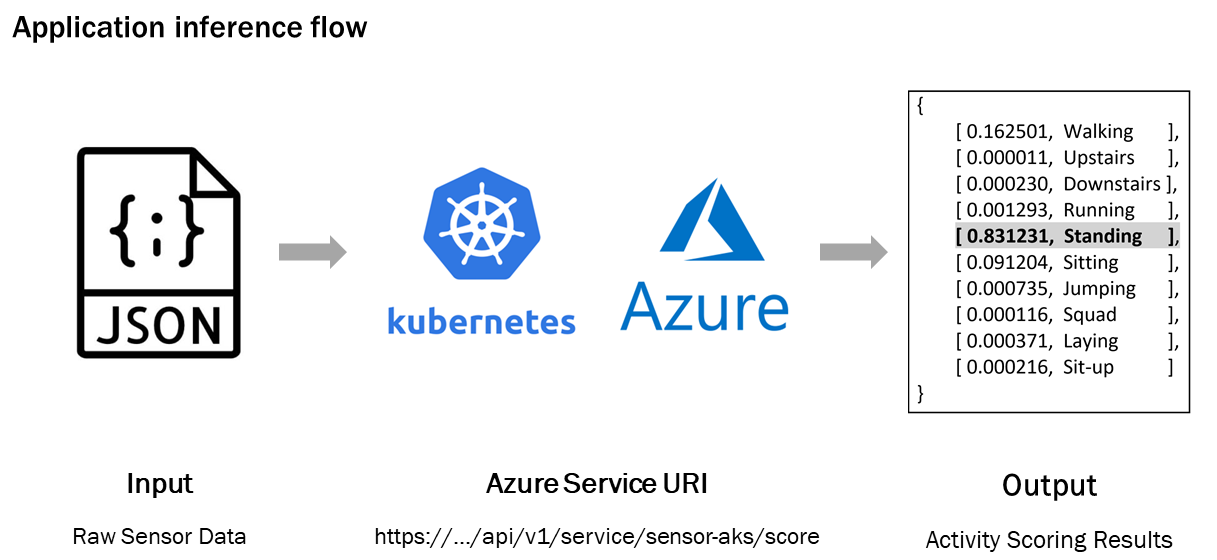 Application inference flow
{;}
JSON
kubernetes
Azure
{
[ 0.162501, Walking ],
[ 0.000011, Upstairs ],
[ 0.000230, Downstairs ],
[ 0.001293, Running ],
[ 0.831231, Standing ],
[ 0.091204, Sitting ],
[ 0.000735, Jumping ],
[ 0.000116, Squad ],
[ 0.000371, Laying ],
[ 0.000216, Sit-up ]
}
Input
Azure Service URI
Output
Raw Sensor Data
https://.../api/v1/service/sensor-aks/score
Activity Scoring Results